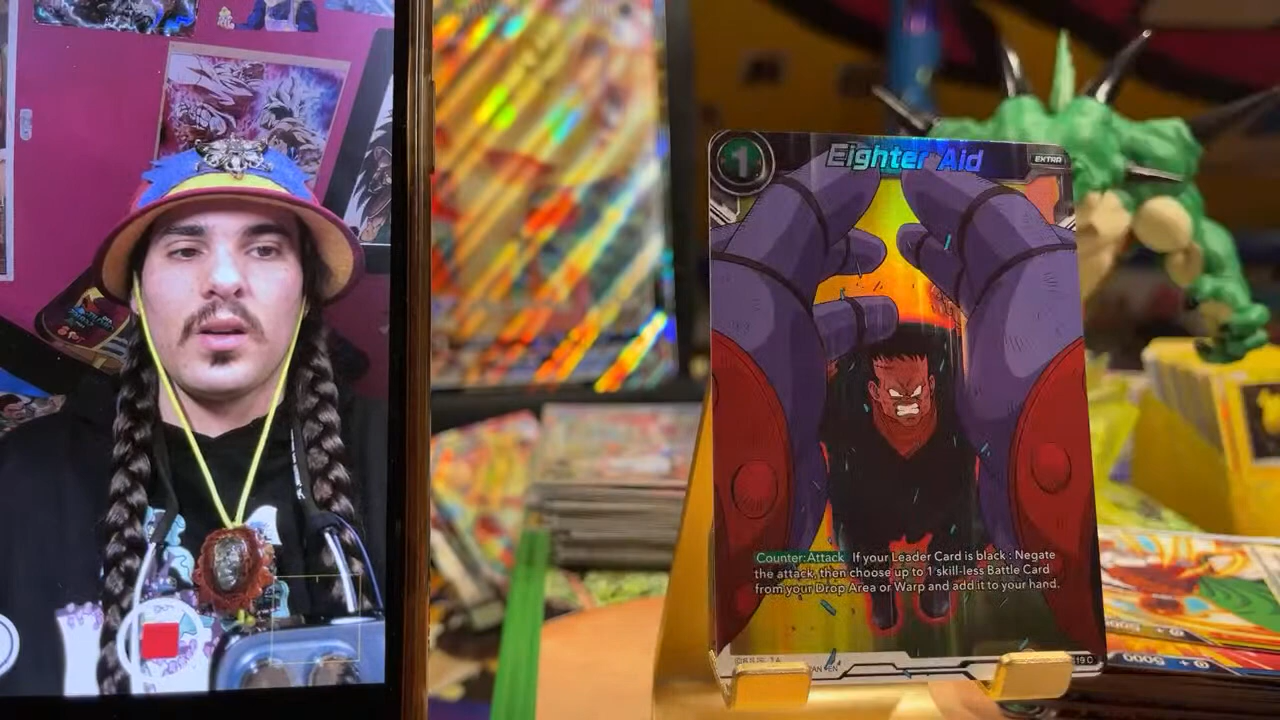 1
Eighter Aid
EXTRA
Counter:Attack If your Leader Card is black : Negate
the attack, then choose up to 1 skill-less Battle Card
from your Drop Area or Warp and add it to your hand.
5000